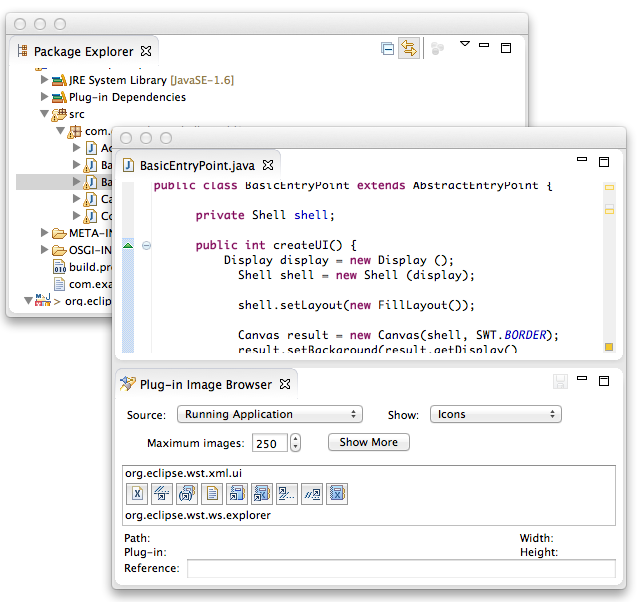 Package Explorer
JRE System Library [JavaSE-1.6]
Plug-in Dependencies
src
com.
Ac
Ba
Ba
Ca
Co
META-IN
OSGI-IN
build.pro
com.exa
> org.eclips
BasicEntryPoint.java
public class BasicEntryPoint extends AbstractEntryPoint {
private Shell shell;
public int createUI() {
Display display = new Display ();
Shell shell = new Shell (display);
shell.setLayout(new FillLayout());
Canvas result = new Canvas(shell, SWT.BORDER);
result.setBackground(result.getDisplay()
Plug-in Image Browser
Source: Running Application Show: Icons
Maximum images: 250 Show More
org.eclipse.wst.xml.ui
org.eclipse.wst.ws.explorer
Path: Width:
Plug-in: Height:
Reference: